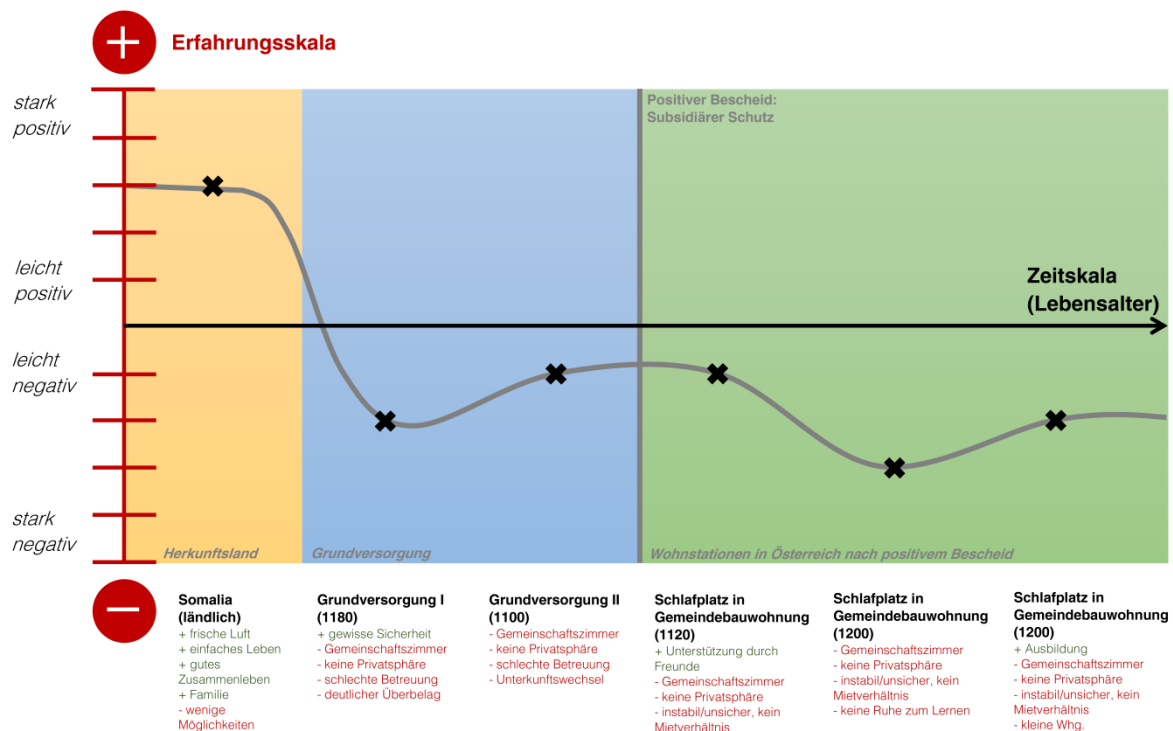 + Erfahrungsskala
stark
positiv
leicht
positiv
leicht
negativ
stark
negativ
Positiver Bescheid:
Subsidiärer Schutz
Zeitskala
(Lebensalter)
Herkunftsland
Grundversorgung
Wohnstationen in Österreich nach positivem Bescheid
−
Somalia
(ländlich)
+ frische Luft
+ einfaches Leben
+ gutes
Zusammenleben
+ Familie
- wenige
Möglichkeiten
Grundversorgung I
(1180)
+ gewisse Sicherheit
- Gemeinschaftszimmer
- keine Privatsphäre
- schlechte Betreuung
- deutlicher Überbelag
Grundversorgung II
(1100)
- Gemeinschaftszimmer
- keine Privatsphäre
- schlechte Betreuung
- Unterkunftswechsel
Schlafplatz in
Gemeindebauwohnung
(1120)
+ Unterstützung durch
Freunde
- Gemeinschaftszimmer
- keine Privatsphäre
- instabil/unsicher, kein
Mietverhältnis
Schlafplatz in
Gemeindebauwohnung
(1200)
- Gemeinschaftszimmer
- keine Privatsphäre
- instabil/unsicher, kein
Mietverhältnis
- keine Ruhe zum Lernen
Schlafplatz in
Gemeindebauwohnung
(1200)
+ Ausbildung
- Gemeinschaftszimmer
- keine Privatsphäre
- instabil/unsicher, kein
Mietverhältnis
- kleine Whg.